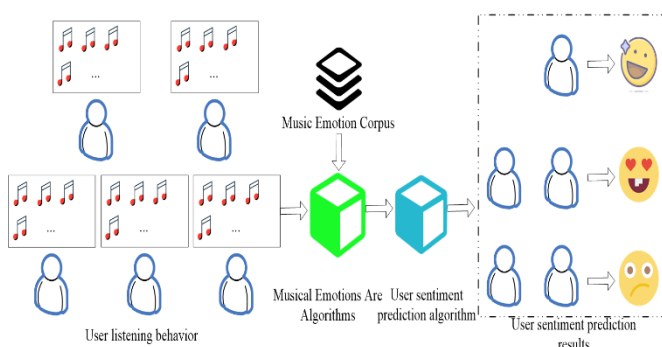 ...
...
Music Emotion Corpus
...
...
...
Musical Emotions Are
Algorithms
User sentiment
prediction algorithm
User listening behavior
User sentiment prediction
results